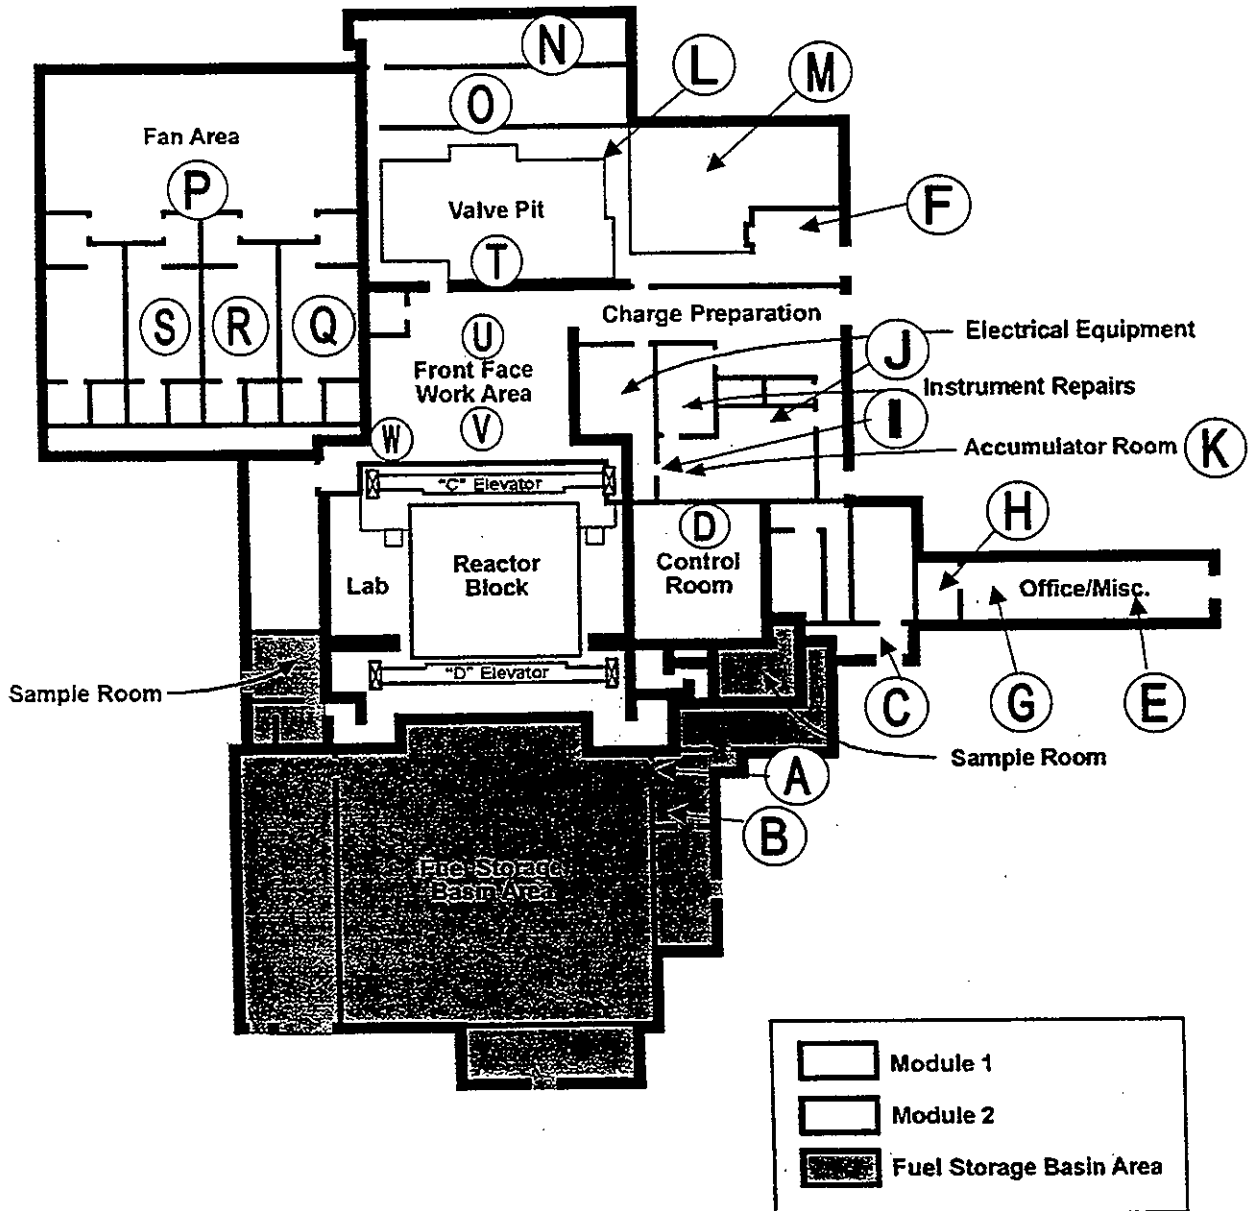 N
L
M
O
Fan Area
P
Valve Pit
F
T
S
R
Q
Charge Preparation
U
Electrical Equipment
J
Front Face
Work Area
Instrument Repairs
I
W
V
Accumulator Room
K
"C" Elevator
D
H
Reactor
Block
Control
Room
Lab
Office/Misc.
"D" Elevator
Sample Room
C
G
E
Sample Room
A
B
Fuel Storage
Basin Area
Module 1
Module 2
Fuel Storage Basin Area